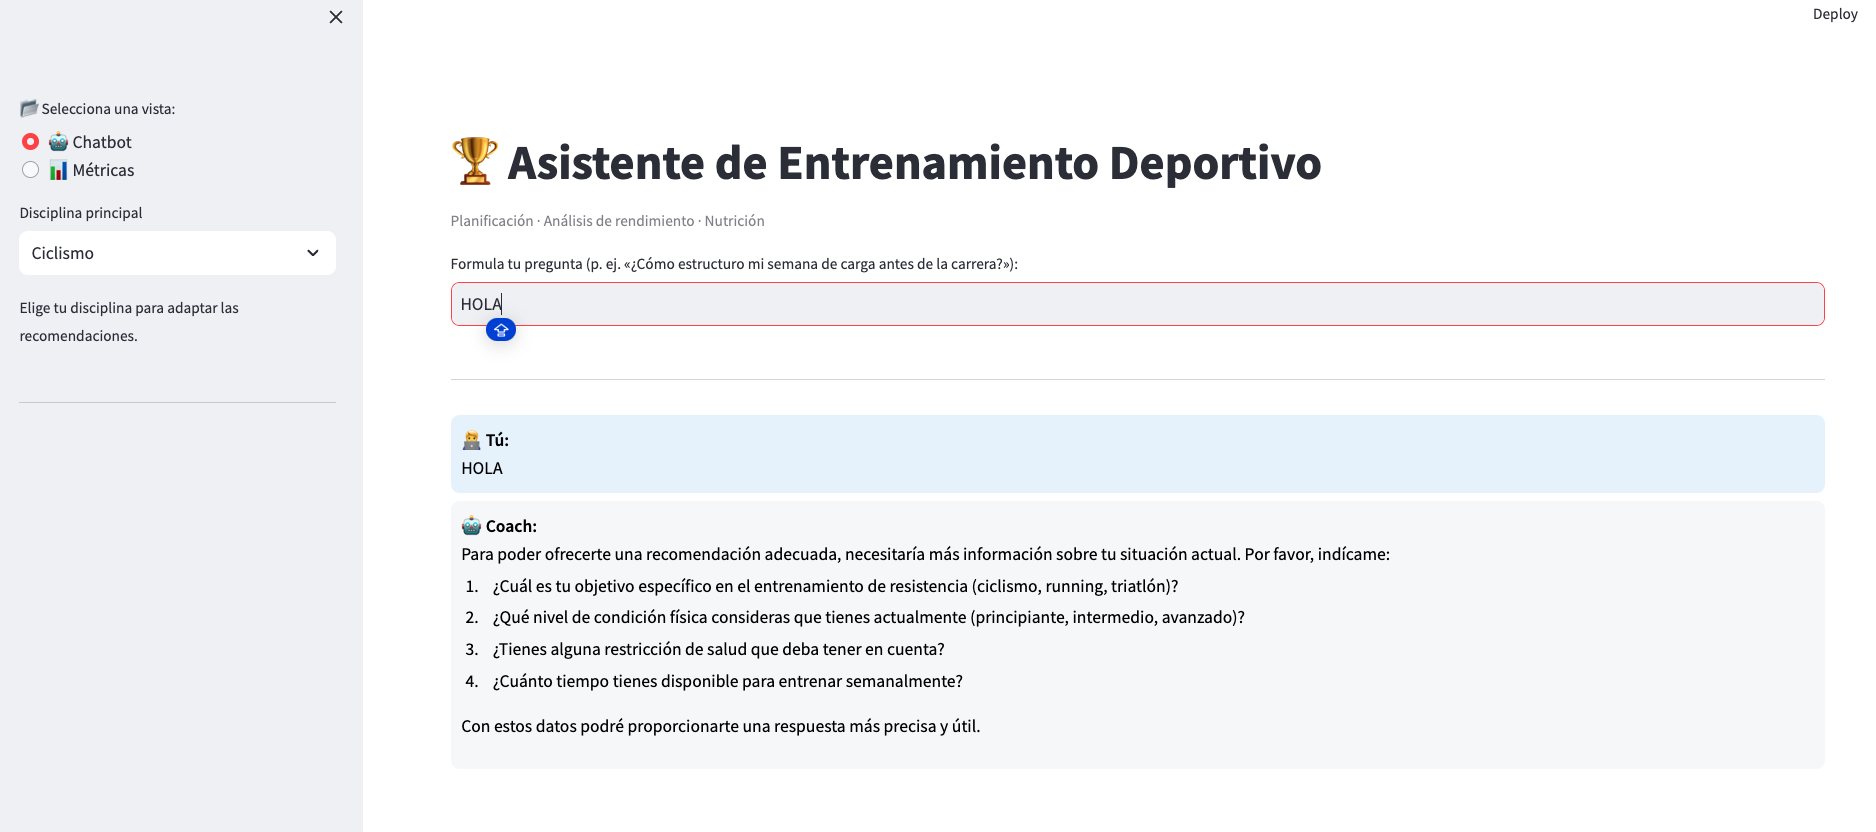 Deploy
Selecciona una vista:
Chatbot
Métricas
Disciplina principal
Ciclismo
Elige tu disciplina para adaptar las
recomendaciones.
Asistente de Entrenamiento Deportivo
Planificación · Análisis de rendimiento · Nutrición
Formula tu pregunta (p. ej. «¿Cómo estructuro mi semana de carga antes de la carrera?»):
HOLA
Tú:
HOLA
Coach:
Para poder ofrecerte una recomendación adecuada, necesitaría más información sobre tu situación actual. Por favor, indícame:
1. ¿Cuál es tu objetivo específico en el entrenamiento de resistencia (ciclismo, running, triatlón)?
2. ¿Qué nivel de condición física consideras que tienes actualmente (principiante, intermedio, avanzado)?
3. ¿Tienes alguna restricción de salud que deba tener en cuenta?
4. ¿Cuánto tiempo tienes disponible para entrenar semanalmente?
Con estos datos podré proporcionarte una respuesta más precisa y útil.